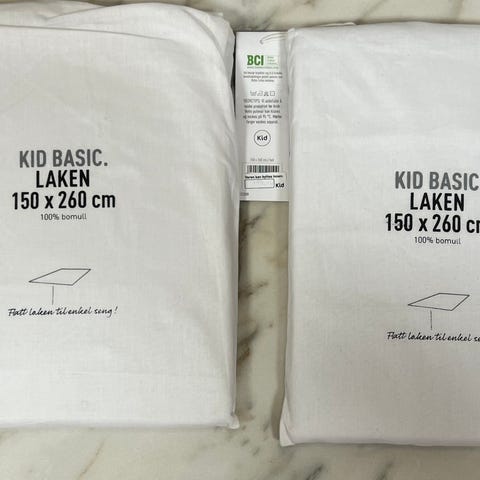 KID BASIC.
LAKEN
150 x 260 cm
100% bomull
Flatt laken til enkel seng!
BCI
Kid
Kid
KID BASIC
LAKEN
150 x 260 cm
100% bomull
Flatt laken til enkel se